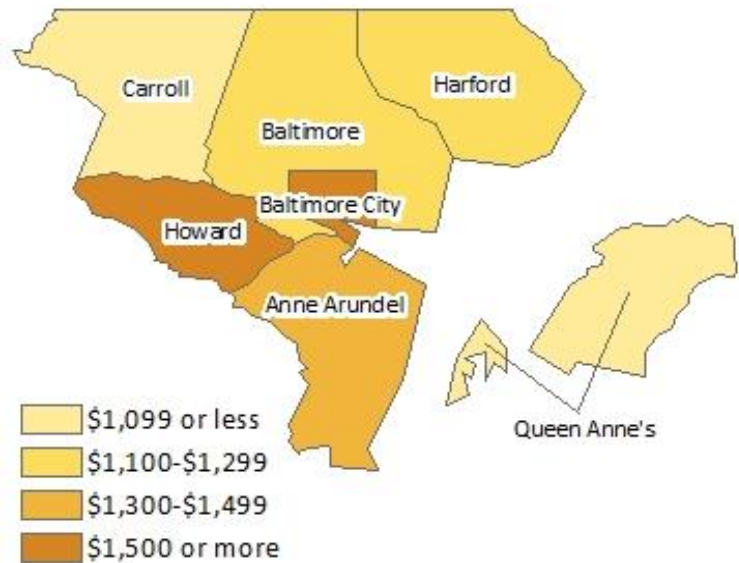 Carroll
Harford
Baltimore
Baltimore City
Howard
Anne Arundel
Queen Anne's
$1,099 or less
$1,100-$1,299
$1,300-$1,499
$1,500 or more